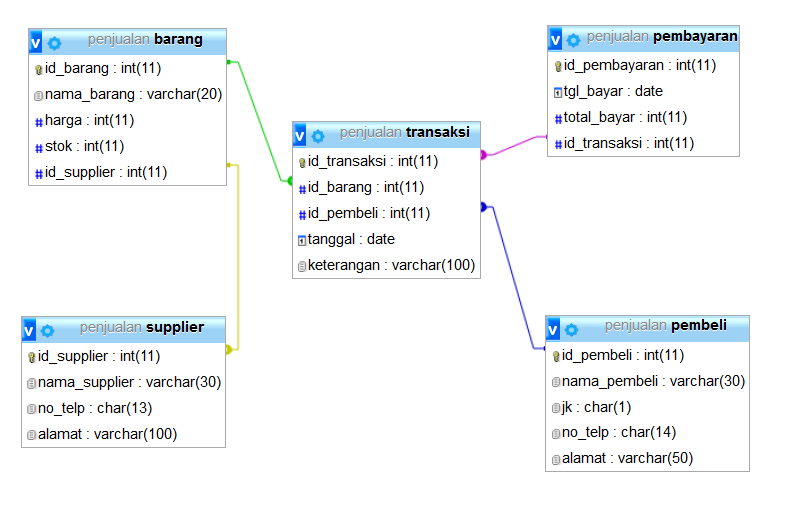 penjualan barang
id_barang : int(11)
nama_barang : varchar(20)
harga : int(11)
stok : int(11)
id_supplier : int(11)
penjualan transaksi
id_transaksi : int(11)
id_barang : int(11)
id_pembeli : int(11)
tanggal : date
keterangan : varchar(100)
penjualan pembayaran
id_pembayaran : int(11)
tgl_bayar : date
total_bayar : int(11)
id_transaksi : int(11)
penjualan supplier
id_supplier : int(11)
nama_supplier : varchar(30)
no_telp : char(13)
alamat : varchar(100)
penjualan pembeli
id_pembeli : int(11)
nama_pembeli : varchar(30)
jk : char(1)
no_telp : char(14)
alamat : varchar(50)